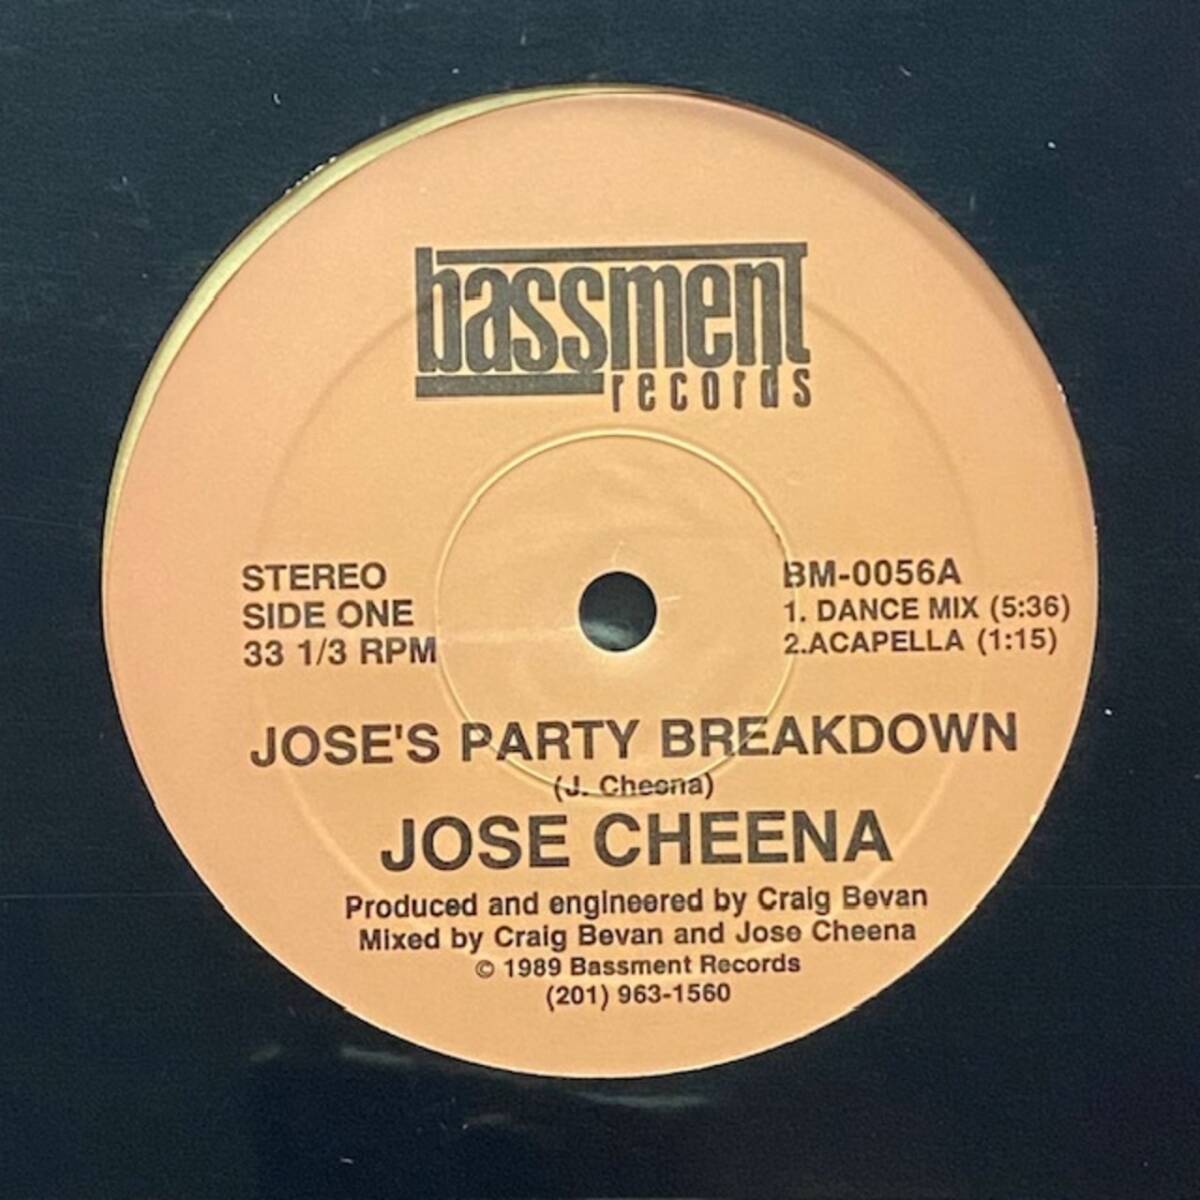 bassment
records
STEREO
SIDE ONE
33 1/3 RPM
BM-0056A
1. DANCE MIX (5:36)
2.ACAPELLA (1:15)
JOSE'S PARTY BREAKDOWN
(J. Cheena)
JOSE CHEENA
Produced and engineered by Craig Bevan
Mixed by Craig Bevan and Jose Cheena
© 1989 Bassment Records
(201) 963-1560